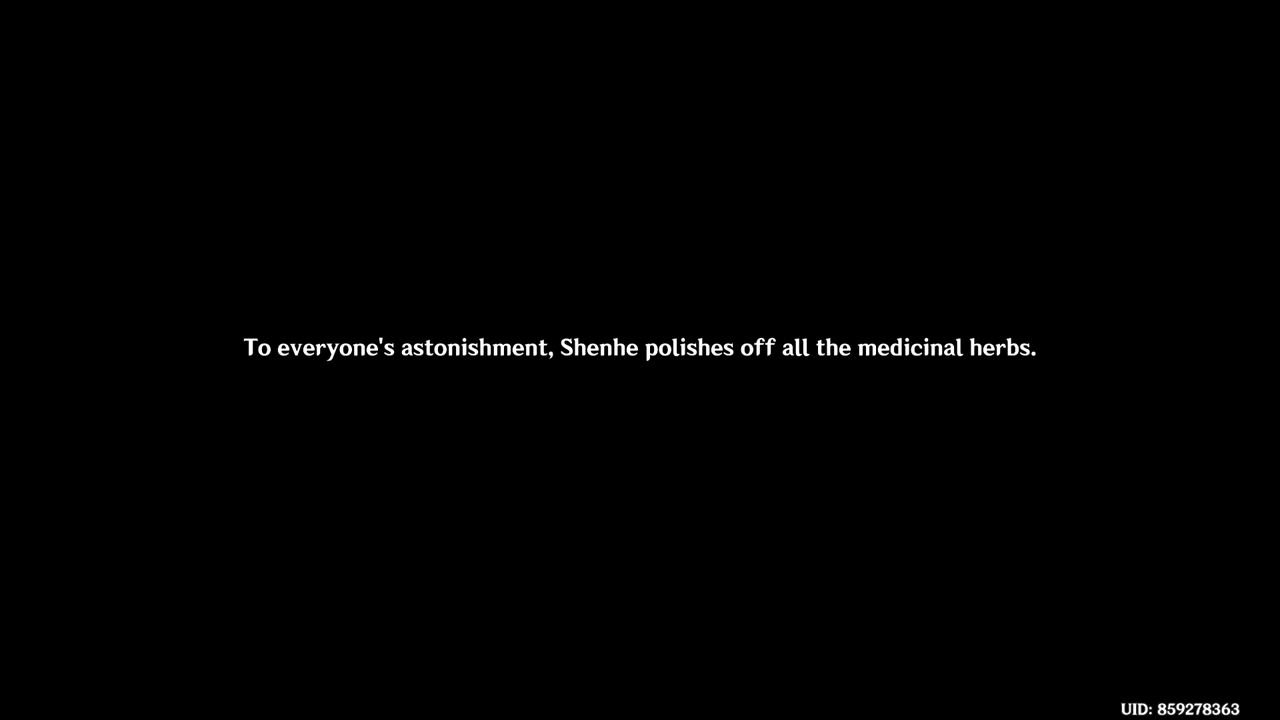 To everyone's astonishment, Shenhe polishes off all the medicinal herbs.
UID: 859278363